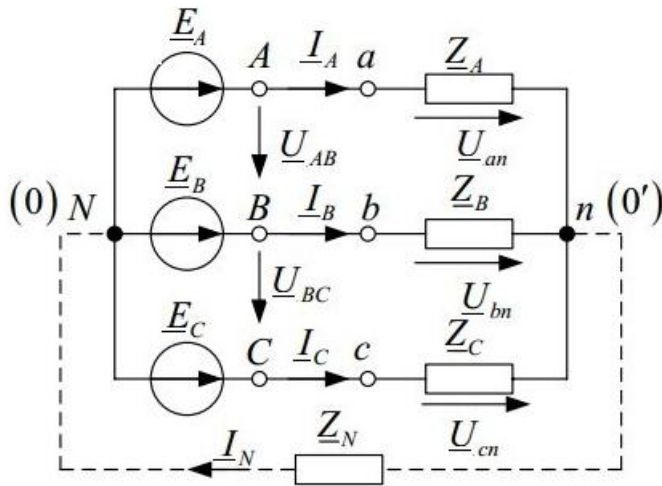 E_A A I_A a Z_A
U_AB U_an
(0) N E_B B I_B b Z_B n (0′)
U_BC U_bn
E_C C I_C c Z_C
U_cn
I_N Z_N